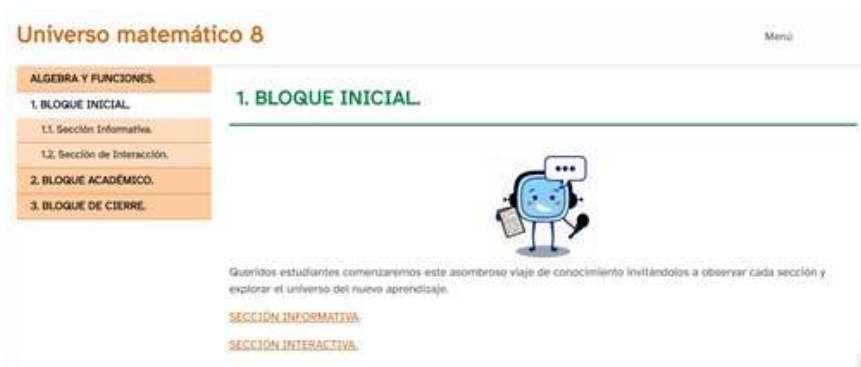 Universo matemático 8
Menú
ALGEBRA Y FUNCIONES.
1. BLOQUE INICIAL.
1.1. Sección Informativa.
1.2. Sección de Interacción.
2. BLOQUE ACADÉMICO.
3. BLOQUE DE CIERRE.
1. BLOQUE INICIAL.
Queridos estudiantes comenzaremos este asombroso viaje de conocimiento invitándolos a observar cada sección y
explorar el universo del nuevo aprendizaje.
SECCIÓN INFORMATIVA.
SECCIÓN INTERACTIVA.